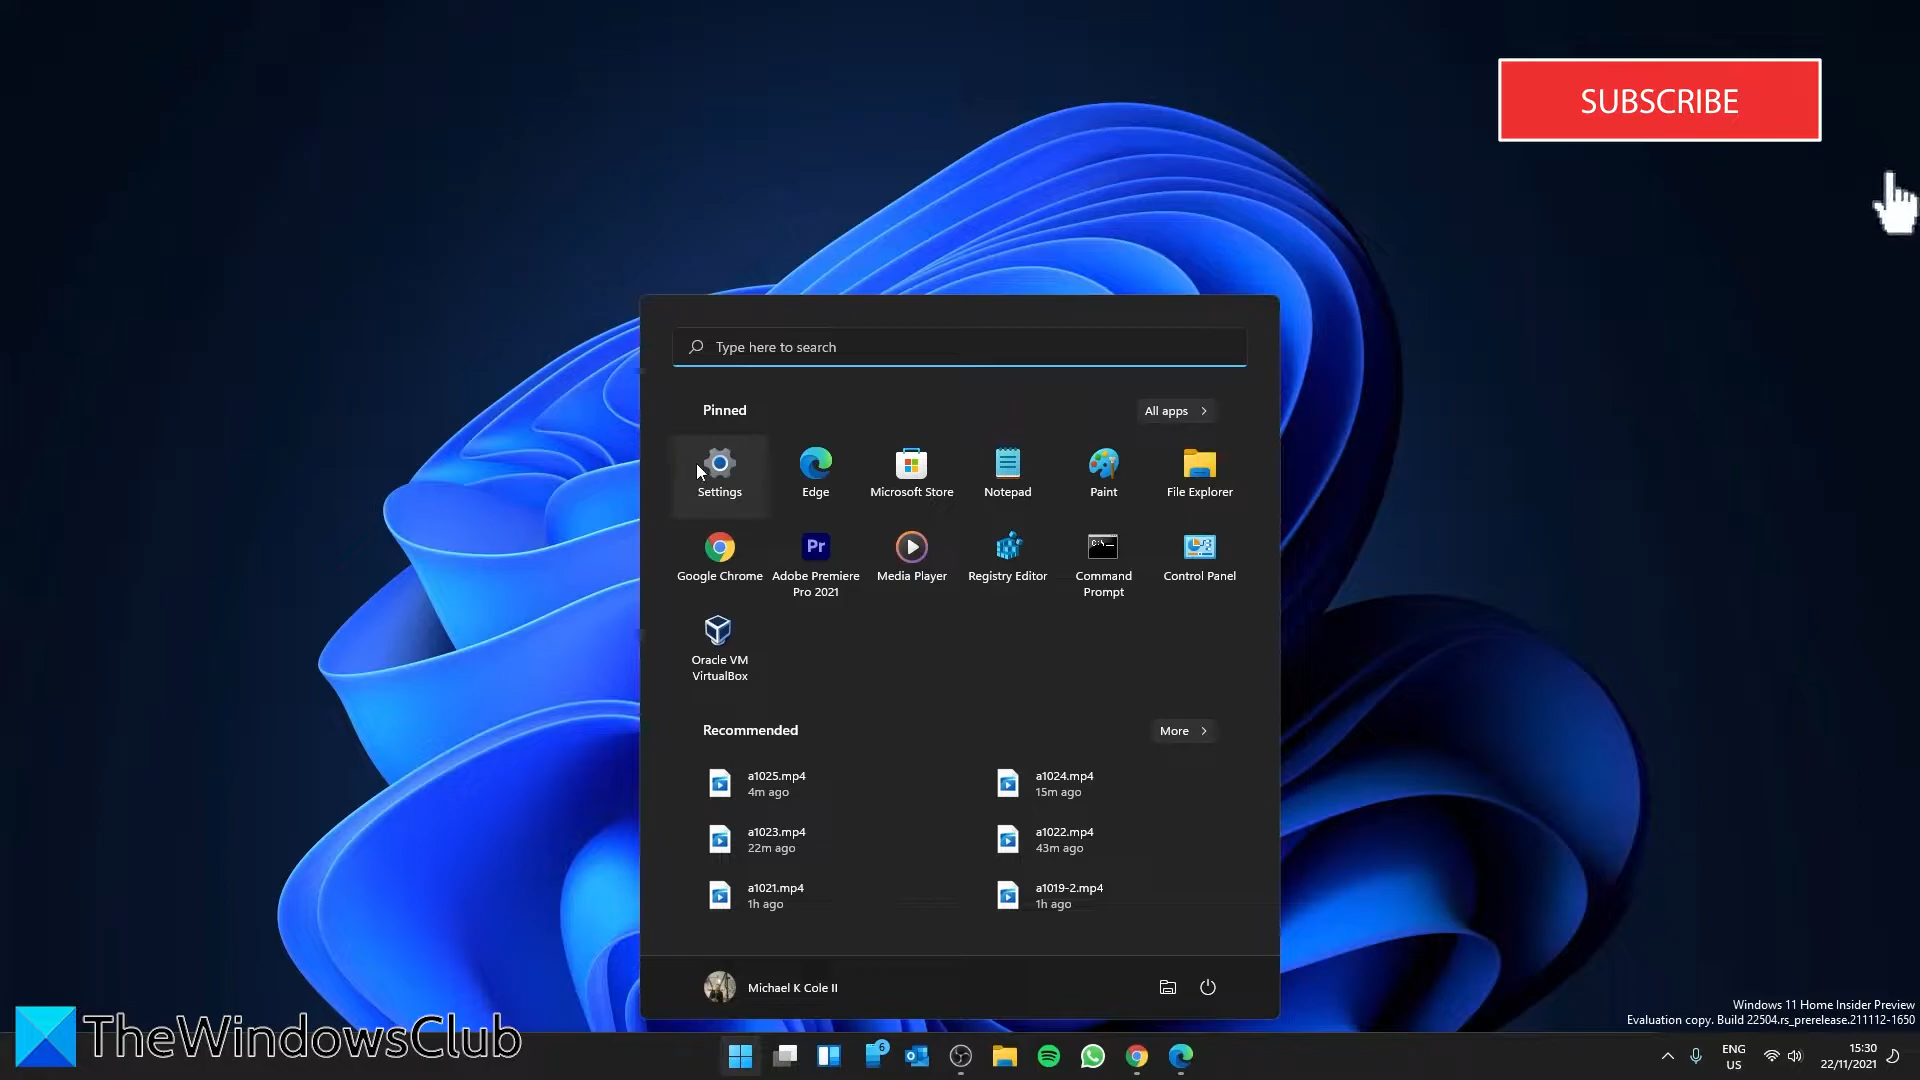 SUBSCRIBE
Type here to search
Pinned
All apps
Settings
Edge
Microsoft Store
Notepad
Paint
File Explorer
Google Chrome
Pr
Adobe Premiere
Pro 2021
Media Player
Registry Editor
C:\_
Command
Prompt
Control Panel
Oracle VM
VirtualBox
Recommended
More
a1025.mp4
4m ago
a1024.mp4
15m ago
a1023.mp4
22m ago
a1022.mp4
43m ago
a1021.mp4
1h ago
a1019-2.mp4
1h ago
Michael K Cole II
Windows 11 Home Insider Preview
Evaluation copy. Build 22504.rs_prerelease.211112-1650
TheWindowsClub
6
ENG
US
15:30
22/11/2021